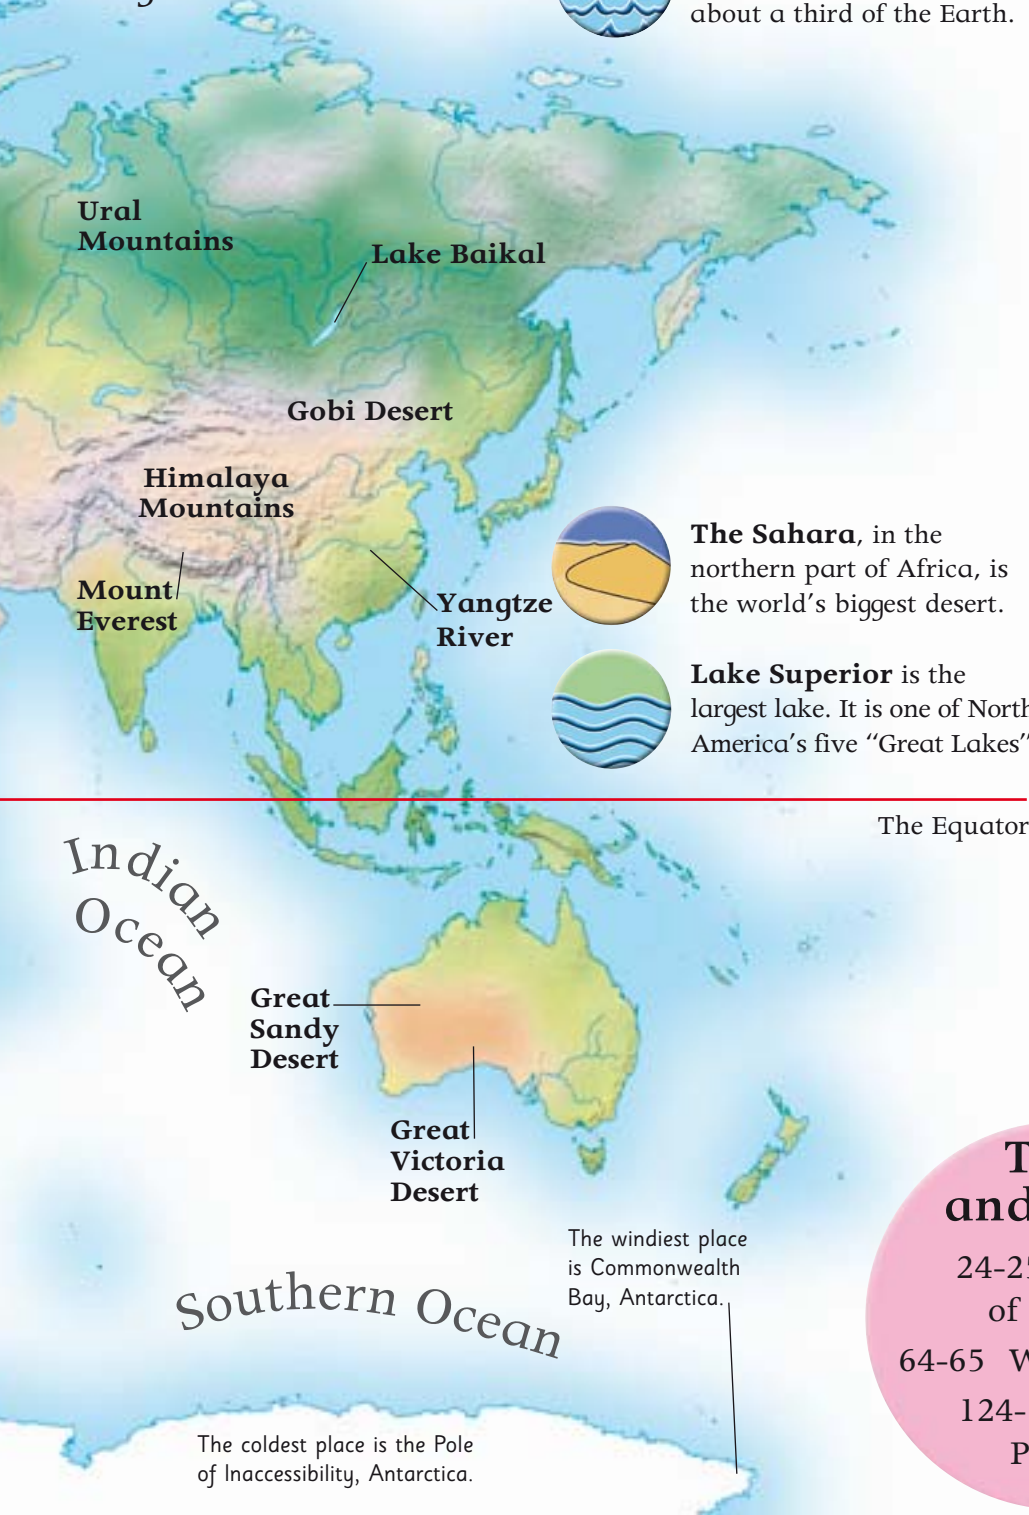 about a third of the Earth.
Ural
Mountains
Lake Baikal
Gobi Desert
Himalaya
Mountains
Mount
Everest
Yangtze
River
The Sahara, in the
northern part of Africa, is
the world's biggest desert.
Lake Superior is the
largest lake. It is one of North
America's five “Great Lakes”
The Equator
Indian
Ocean
Great
Sandy
Desert
Great
Victoria
Desert
The windiest place
is Commonwealth
Bay, Antarctica.
Southern Ocean
The coldest place is the Pole
of Inaccessibility, Antarctica.
and
24-25
of
64-65 W
124-
P